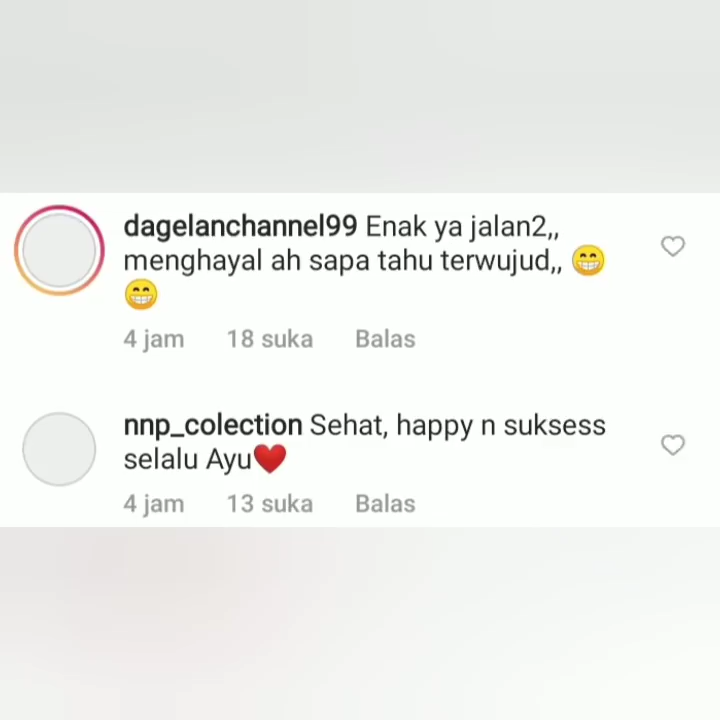 dagelanchannel99 Enak ya jalan2,,
menghayal ah sapa tahu terwujud,, 😁
😁
4 jam 18 suka Balas
nnp_colection Sehat, happy n suksess
selalu Ayu❤️
4 jam 13 suka Balas